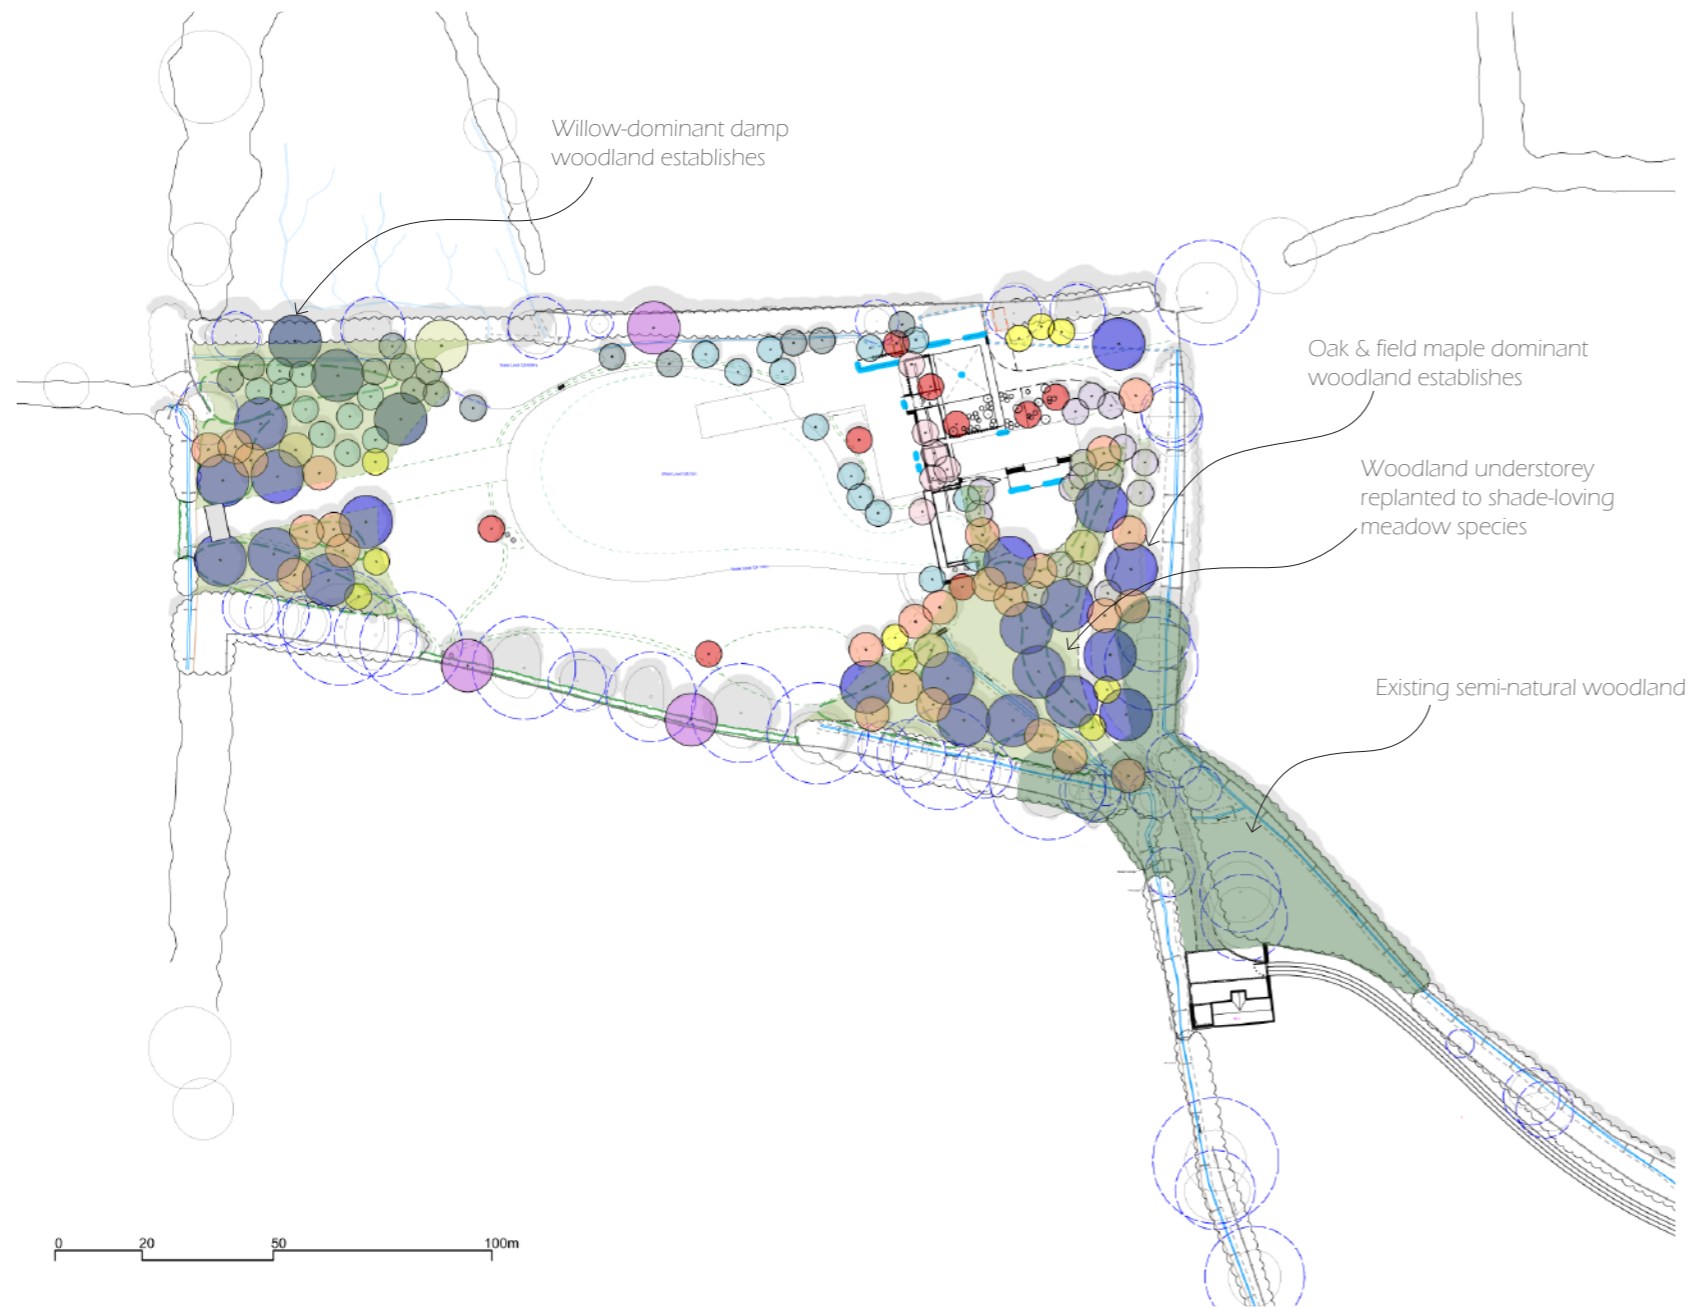 Willow-dominant damp
woodland establishes
Oak & field maple dominant
woodland establishes
Woodland understorey
replanted to shade-loving
meadow species
Existing semi-natural woodland
0 20 50 100m